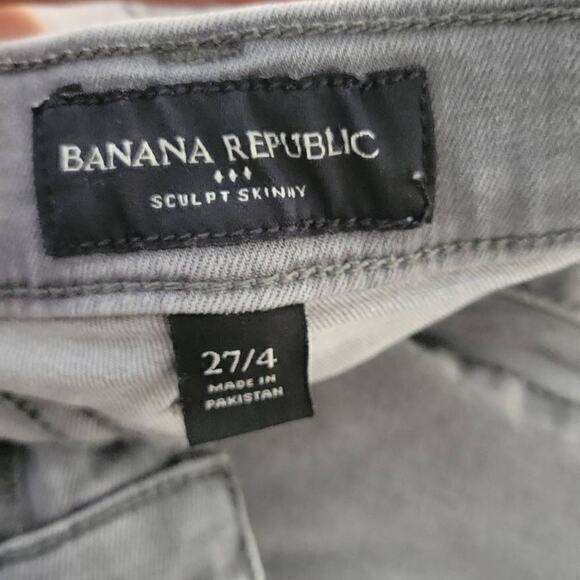 BANANA REPUBLIC
SCULPT SKINNY
27/4
MADE IN
PAKISTAN